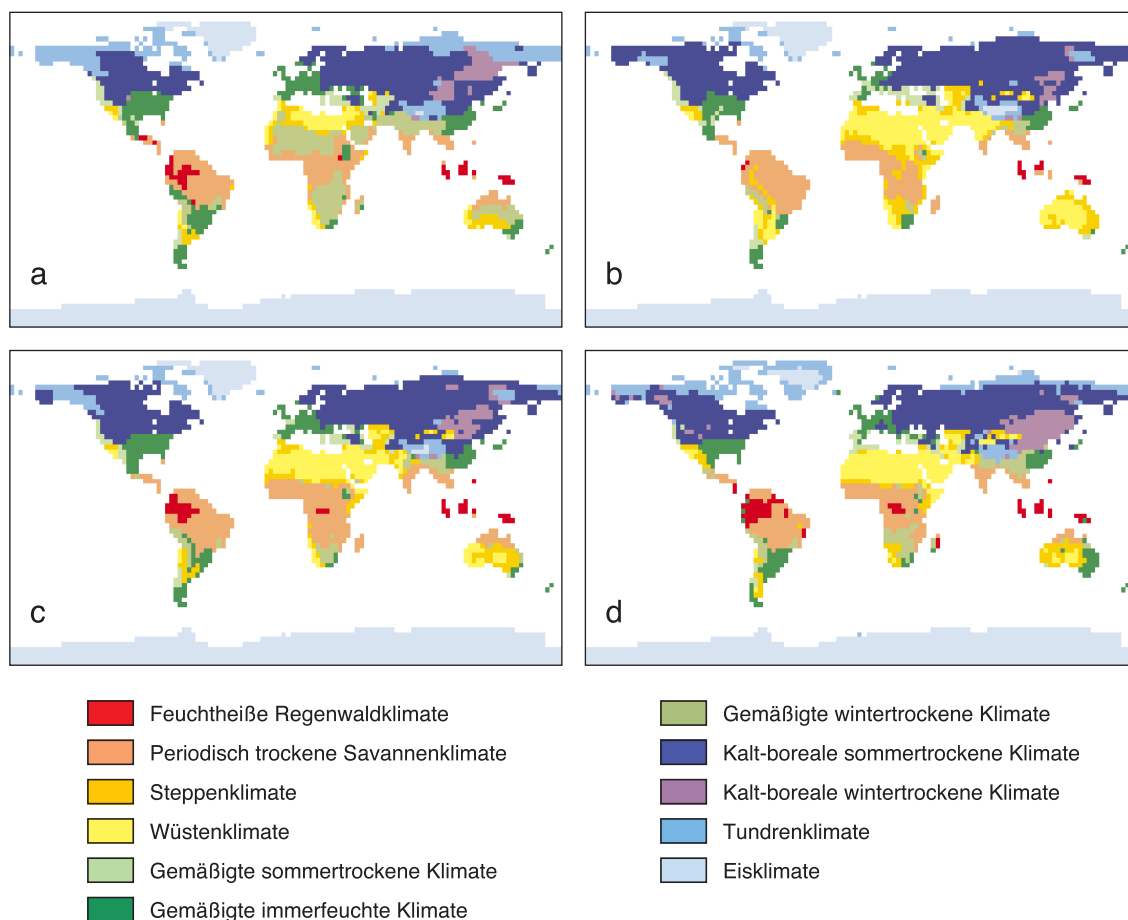 a
b
c
d
Feuchtheiße Regenwaldklimate
Periodisch trockene Savannenklimate
Steppenklimate
Wüstenklimate
Gemäßigte sommertrockene Klimate
Gemäßigte immerfeuchte Klimate
Gemäßigte wintertrockene Klimate
Kalt-boreale sommertrockene Klimate
Kalt-boreale wintertrockene Klimate
Tundrenklimate
Eisklimate